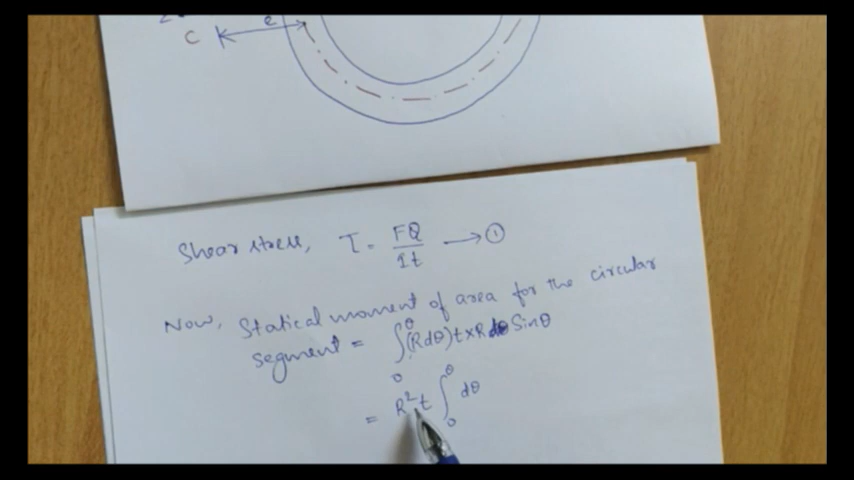 e
C
Shear stress, τ = FQ/It → ①
Now, Statical moment of area for the circular
segment = ∫₀^θ (Rdθ)t×R Sinθ
= R²t ∫₀^θ dθ